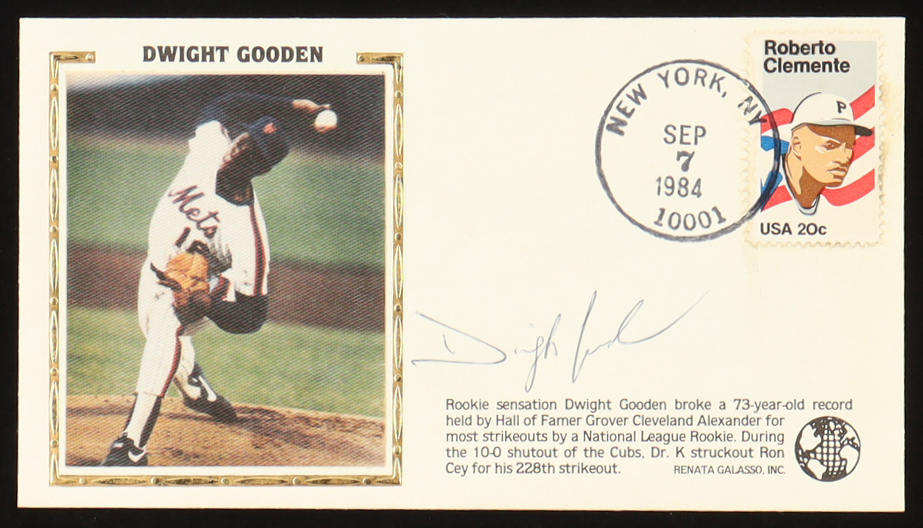 DWIGHT GOODEN
Mets
NEW YORK, NY
SEP
7
1984
10001
Roberto
Clemente
P
USA 20c
Dwight Gooden
Rookie sensation Dwight Gooden broke a 73-year-old record
held by Hall of Famer Grover Cleveland Alexander for
most strikeouts by a National League Rookie. During
the 10-0 shutout of the Cubs, Dr. K struckout Ron
Cey for his 228th strikeout. RENATA GALASSO, INC.